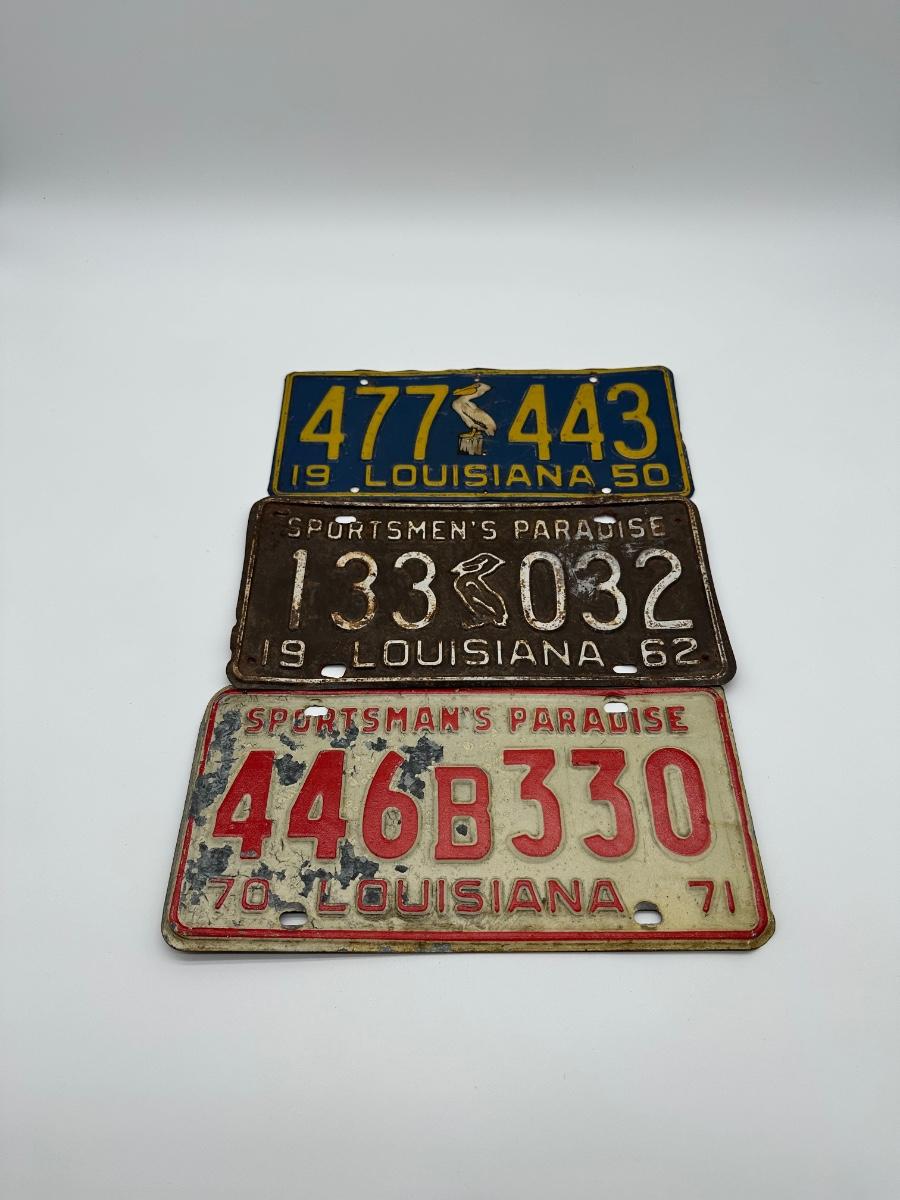 477 443
19 LOUISIANA 50
SPORTSMEN'S PARADISE
133 032
19 LOUISIANA 62
SPORTSMAN'S PARADISE
446B330
70 LOUISIANA 71